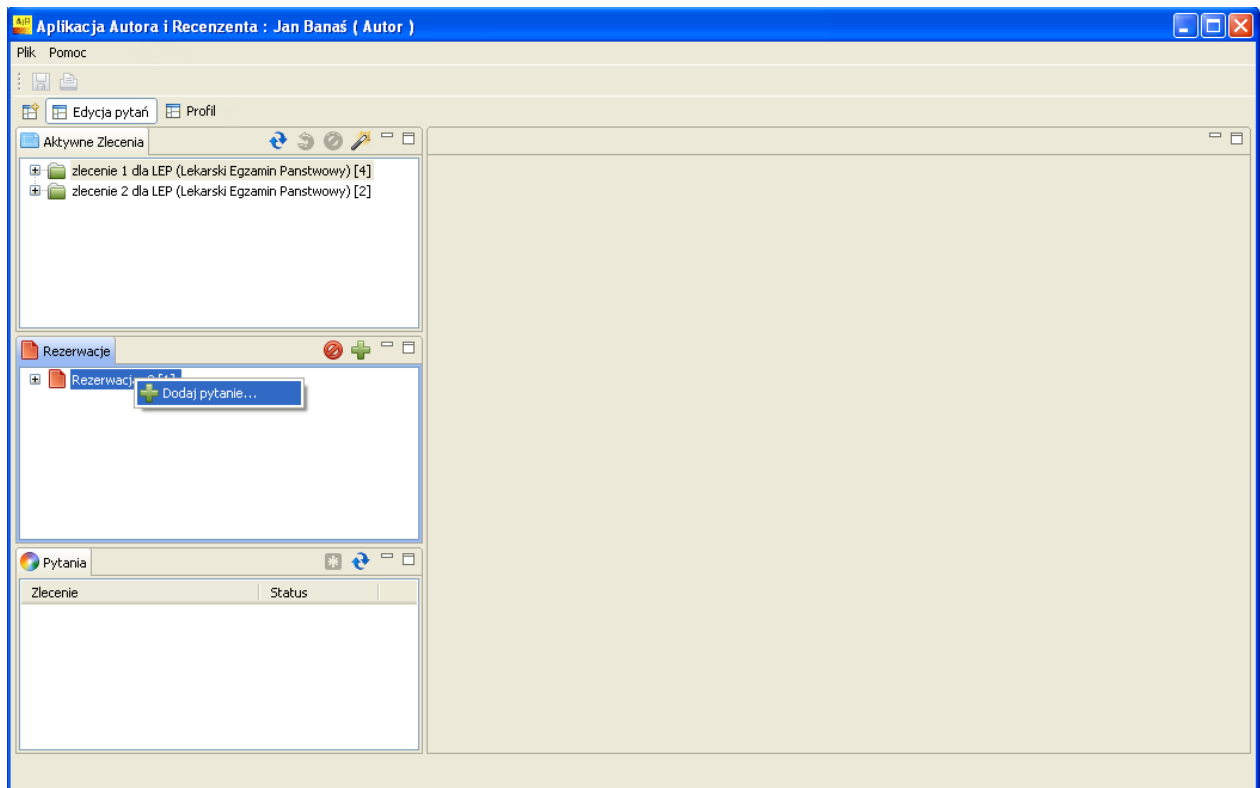 Aplikacja Autora i Recenzenta : Jan Banaś ( Autor )
Plik Pomoc
Edycja pytań Profil
Aktywne Zlecenia
zlecenie 1 dla LEP (Lekarski Egzamin Panstwowy) [4]
zlecenie 2 dla LEP (Lekarski Egzamin Panstwowy) [2]
Rezerwacje
Dodaj pytanie...
Pytania
Zlecenie Status